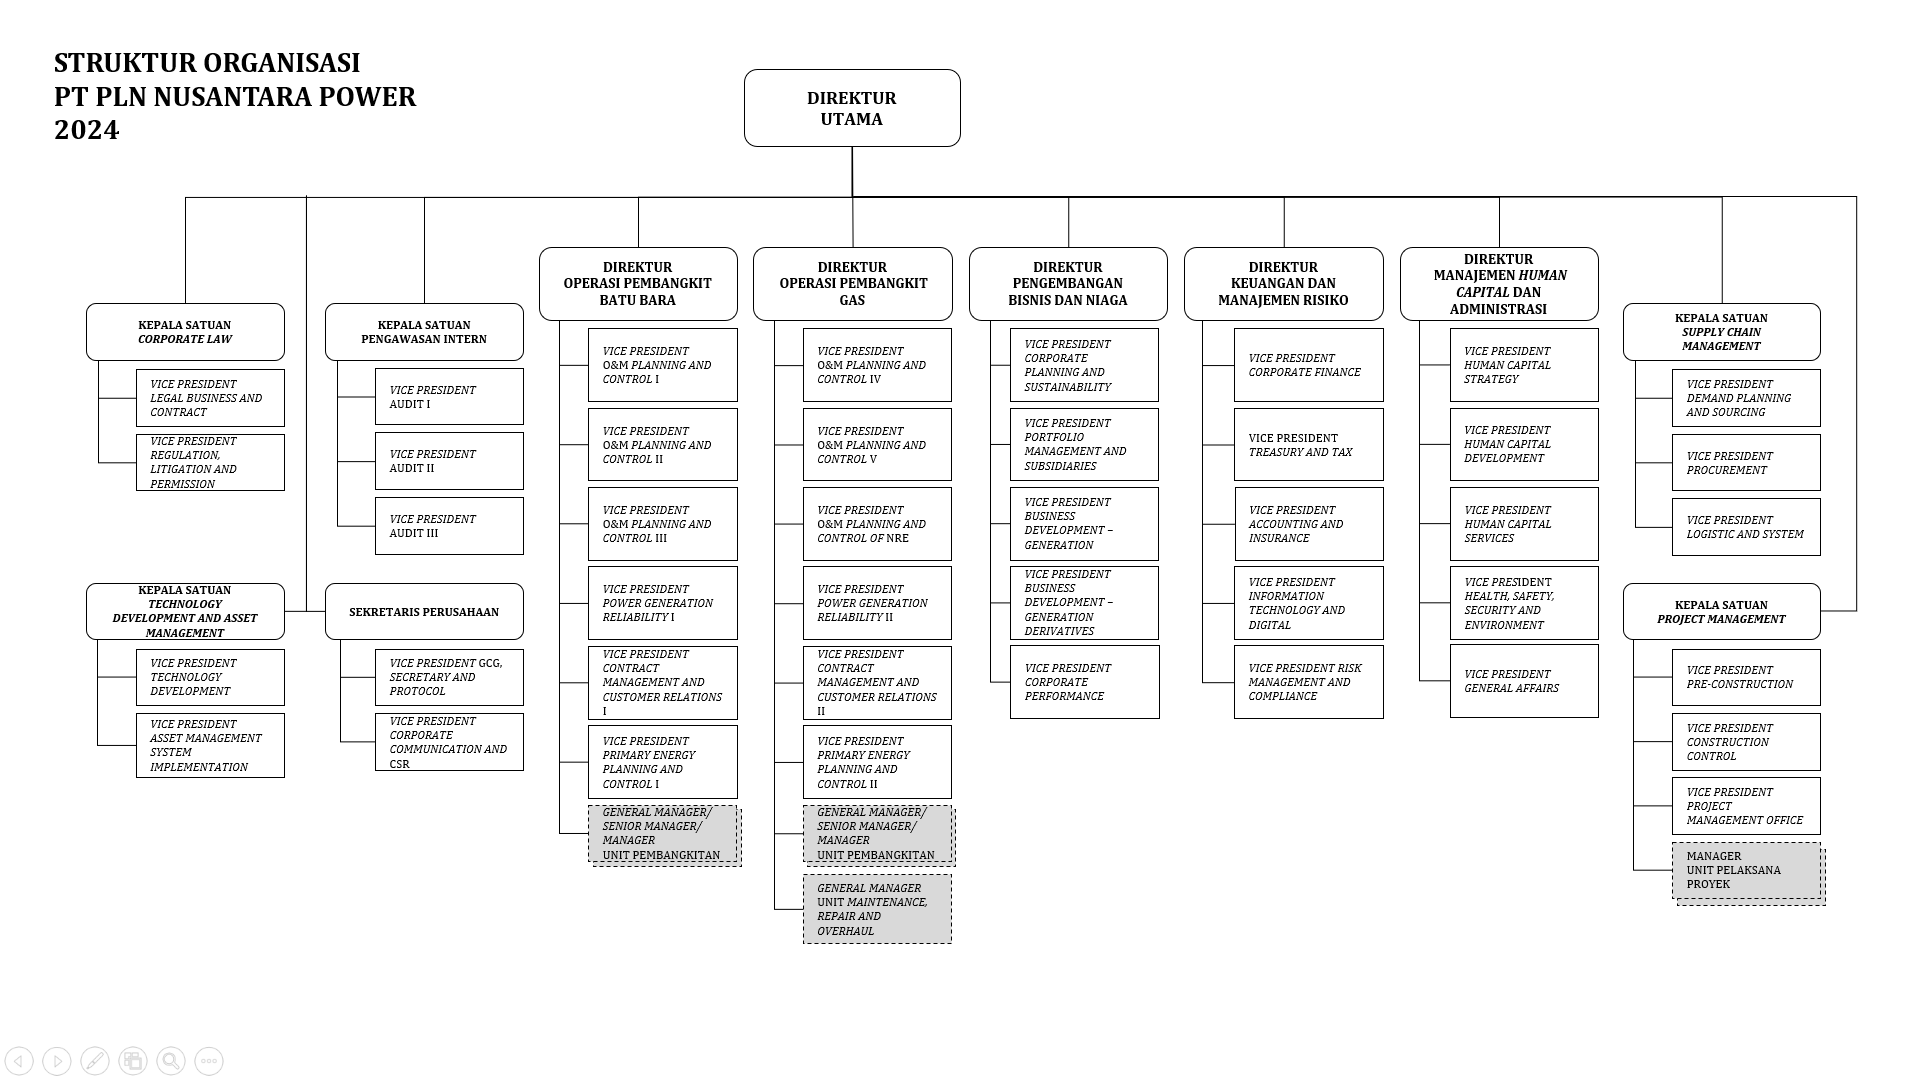 STRUKTUR ORGANISASI
PT PLN NUSANTARA POWER
2024
DIREKTUR
UTAMA
KEPALA SATUAN
CORPORATE LAW
VICE PRESIDENT
LEGAL BUSINESS AND
CONTRACT
VICE PRESIDENT
REGULATION,
LITIGATION AND
PERMISSION
KEPALA SATUAN
TECHNOLOGY
DEVELOPMENT AND ASSET
MANAGEMENT
VICE PRESIDENT
TECHNOLOGY
DEVELOPMENT
VICE PRESIDENT
ASSET MANAGEMENT
SYSTEM
IMPLEMENTATION
KEPALA SATUAN
PENGAWASAN INTERN
VICE PRESIDENT
AUDIT I
VICE PRESIDENT
AUDIT II
VICE PRESIDENT
AUDIT III
SEKRETARIS PERUSAHAAN
VICE PRESIDENT GCG,
SECRETARY AND
PROTOCOL
VICE PRESIDENT
CORPORATE
COMMUNICATION AND
CSR
DIREKTUR
OPERASI PEMBANGKIT
BATU BARA
VICE PRESIDENT
O&M PLANNING AND
CONTROL I
VICE PRESIDENT
O&M PLANNING AND
CONTROL II
VICE PRESIDENT
O&M PLANNING AND
CONTROL III
VICE PRESIDENT
POWER GENERATION
RELIABILITY I
VICE PRESIDENT
CONTRACT
MANAGEMENT AND
CUSTOMER RELATIONS
I
VICE PRESIDENT
PRIMARY ENERGY
PLANNING AND
CONTROL I
GENERAL MANAGER/
SENIOR MANAGER/
MANAGER
UNIT PEMBANGKITAN
DIREKTUR
OPERASI PEMBANGKIT
GAS
VICE PRESIDENT
O&M PLANNING AND
CONTROL IV
VICE PRESIDENT
O&M PLANNING AND
CONTROL V
VICE PRESIDENT
O&M PLANNING AND
CONTROL OF NRE
VICE PRESIDENT
POWER GENERATION
RELIABILITY II
VICE PRESIDENT
CONTRACT
MANAGEMENT AND
CUSTOMER RELATIONS
II
VICE PRESIDENT
PRIMARY ENERGY
PLANNING AND
CONTROL II
GENERAL MANAGER/
SENIOR MANAGER/
MANAGER
UNIT PEMBANGKITAN
GENERAL MANAGER
UNIT MAINTENANCE,
REPAIR AND
OVERHAUL
DIREKTUR
PENGEMBANGAN
BISNIS DAN NIAGA
VICE PRESIDENT
CORPORATE
PLANNING AND
SUSTAINABILITY
VICE PRESIDENT
PORTFOLIO
MANAGEMENT AND
SUBSIDIARIES
VICE PRESIDENT
BUSINESS
DEVELOPMENT –
GENERATION
VICE PRESIDENT
BUSINESS
DEVELOPMENT –
GENERATION
DERIVATIVES
VICE PRESIDENT
CORPORATE
PERFORMANCE
DIREKTUR
KEUANGAN DAN
MANAJEMEN RISIKO
VICE PRESIDENT
CORPORATE FINANCE
VICE PRESIDENT
TREASURY AND TAX
VICE PRESIDENT
ACCOUNTING AND
INSURANCE
VICE PRESIDENT
INFORMATION
TECHNOLOGY AND
DIGITAL
VICE PRESIDENT RISK
MANAGEMENT AND
COMPLIANCE
DIREKTUR
MANAJEMEN HUMAN
CAPITAL DAN
ADMINISTRASI
VICE PRESIDENT
HUMAN CAPITAL
STRATEGY
VICE PRESIDENT
HUMAN CAPITAL
DEVELOPMENT
VICE PRESIDENT
HUMAN CAPITAL
SERVICES
VICE PRESIDENT
HEALTH, SAFETY,
SECURITY AND
ENVIRONMENT
VICE PRESIDENT
GENERAL AFFAIRS
KEPALA SATUAN
SUPPLY CHAIN
MANAGEMENT
VICE PRESIDENT
DEMAND PLANNING
AND SOURCING
VICE PRESIDENT
PROCUREMENT
VICE PRESIDENT
LOGISTIC AND SYSTEM
KEPALA SATUAN
PROJECT MANAGEMENT
VICE PRESIDENT
PRE-CONSTRUCTION
VICE PRESIDENT
CONSTRUCTION
CONTROL
VICE PRESIDENT
PROJECT
MANAGEMENT OFFICE
MANAGER
UNIT PELAKSANA
PROYEK